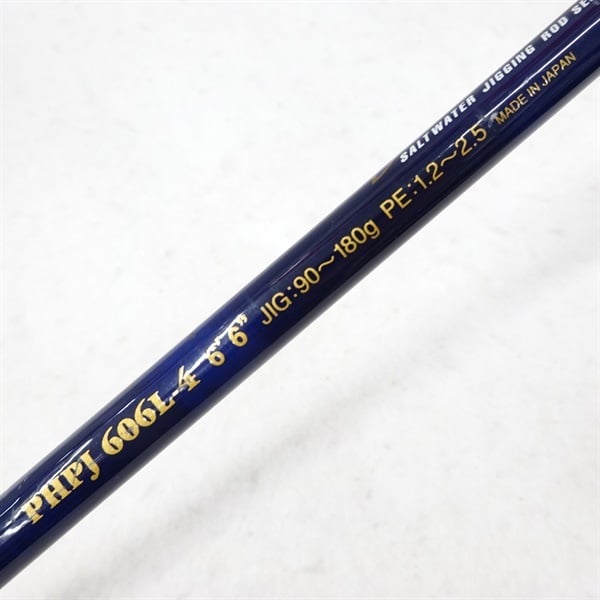 PHPJ 606L-4 6'6" JIG:90～180g PE:1.2～2.5 MADE IN JAPAN
SALTWATER JIGGING ROD